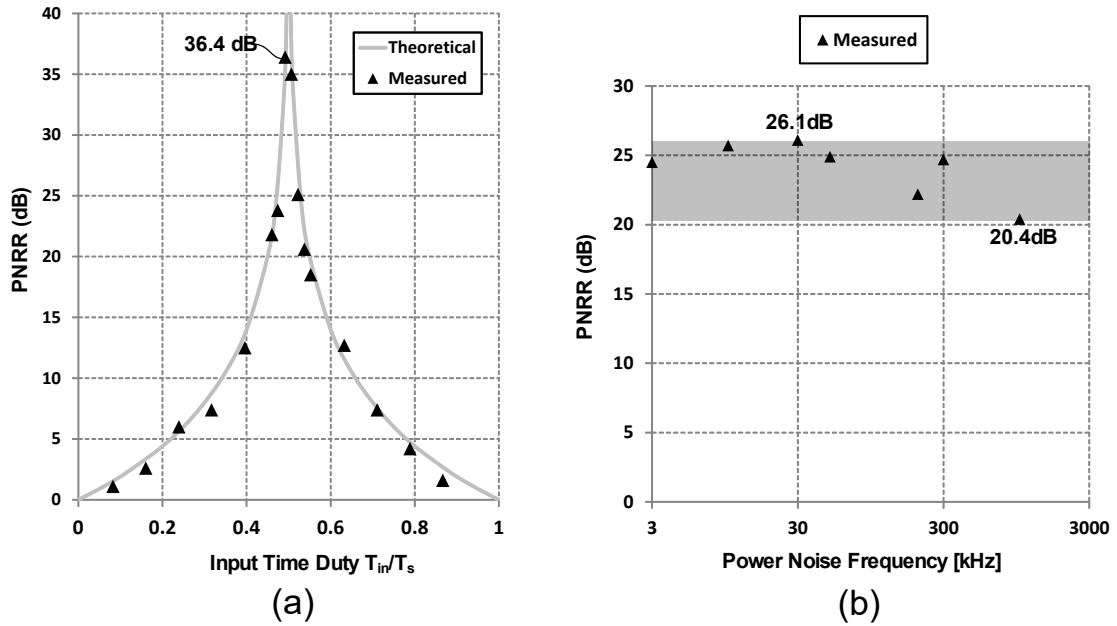 40
35
30
25
20
15
10
5
0
PNRR (dB)
36.4 dB
Theoretical
Measured
0 0.2 0.4 0.6 0.8 1
Input Time Duty Tin/Ts
(a)
Measured
30
25
20
15
10
5
0
PNRR (dB)
26.1dB
20.4dB
3 30 300 3000
Power Noise Frequency [kHz]
(b)